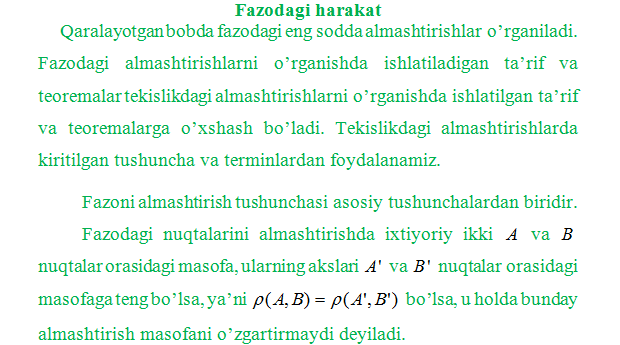 Fazodagi harakat
Qaralayotgan bobda fazodagi eng sodda almashtirishlar o’rganiladi.
Fazodagi almashtirishlarni o’rganishda ishlatiladigan ta’rif va
teoremalar tekislikdagi almashtirishlarni o’rganishda ishlatilgan ta’rif
va teoremalarga o’xshash bo’ladi. Tekislikdagi almashtirishlarda
kiritilgan tushuncha va terminlardan foydalanamiz.
Fazoni almashtirish tushunchasi asosiy tushunchalardan biridir.
Fazodagi nuqtalarini almashtirishda ixtiyoriy ikki A va B
nuqtalar orasidagi masofa, ularning akslari A' va B' nuqtalar orasidagi
masofaga teng bo’lsa, ya’ni ρ(A, B) = ρ(A', B') bo’lsa, u holda bunday
almashtirish masofani o’zgartirmaydi deyiladi.